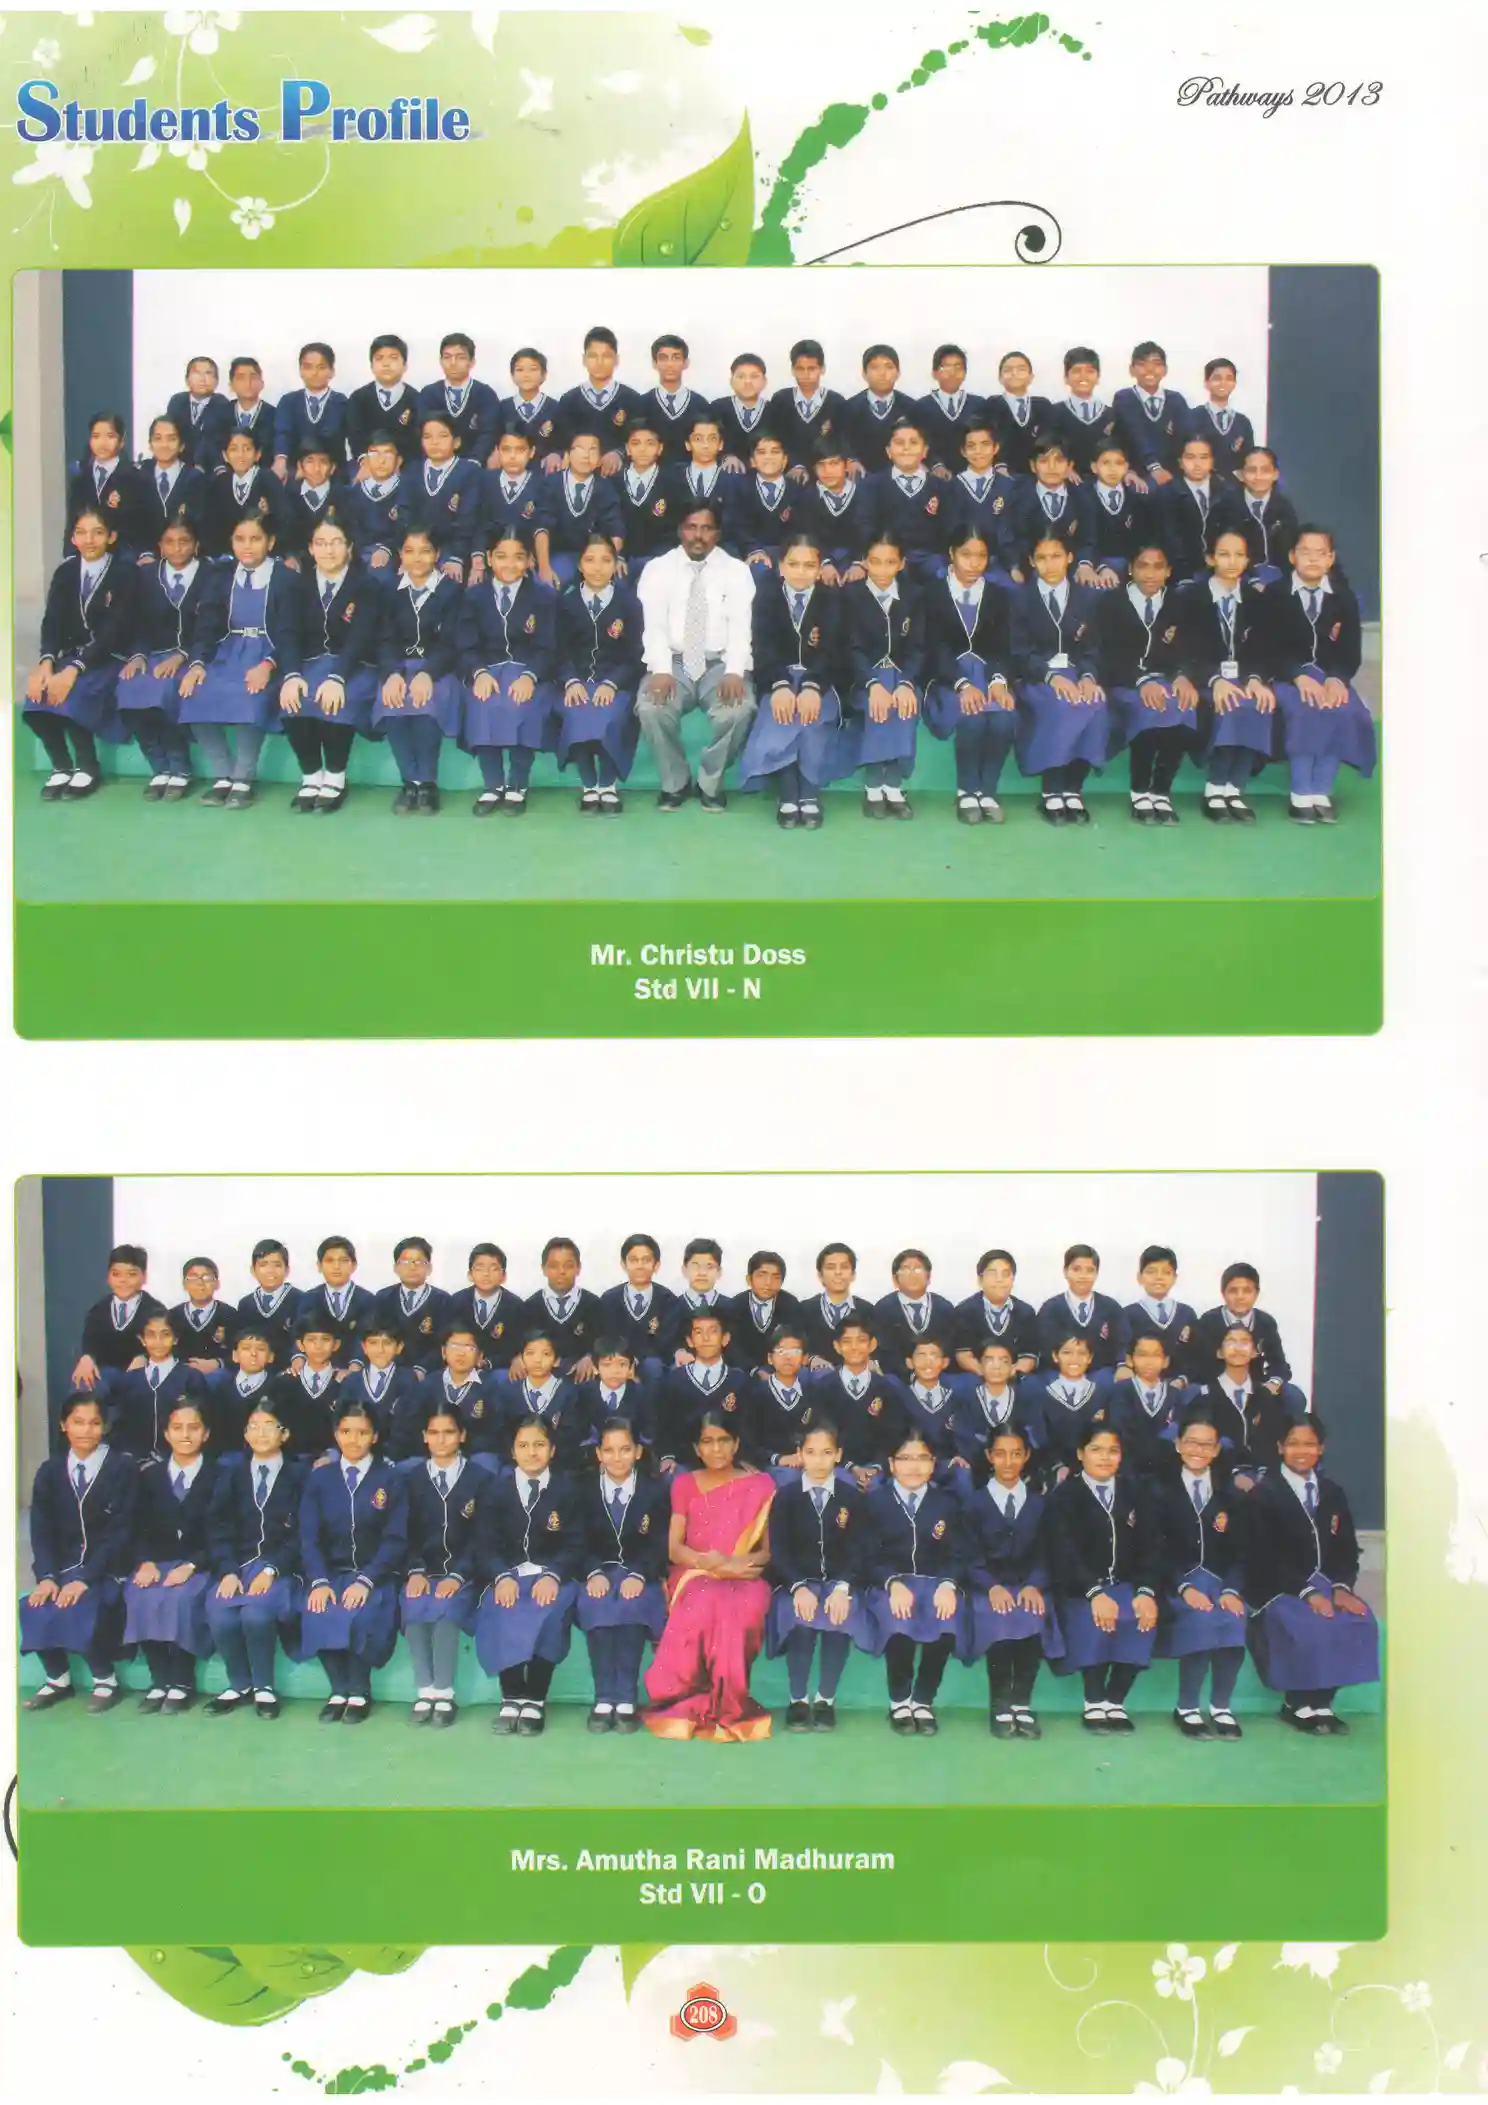 Students Profile
Pathways 2013
Mr. Christu Doss
Std VII - N
Mrs. Amutha Rani Madhuram
Std VII - O
208